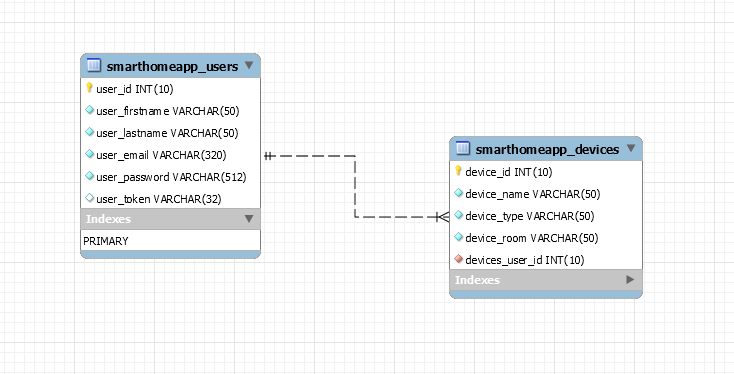 smarthomeapp_users
user_id INT(10)
user_firstname VARCHAR(50)
user_lastname VARCHAR(50)
user_email VARCHAR(320)
user_password VARCHAR(512)
user_token VARCHAR(32)
Indexes
PRIMARY
smarthomeapp_devices
device_id INT(10)
device_name VARCHAR(50)
device_type VARCHAR(50)
device_room VARCHAR(50)
devices_user_id INT(10)
Indexes